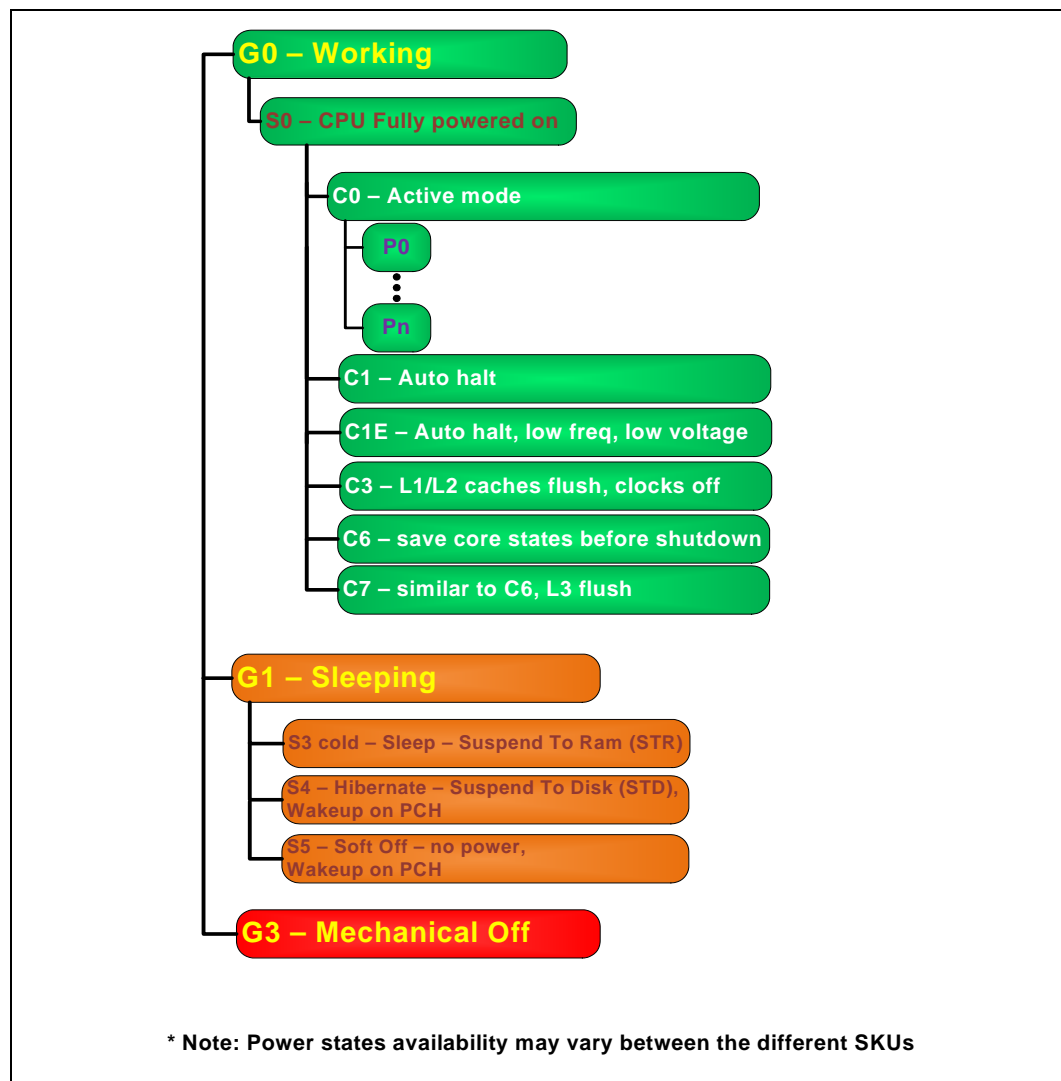 G0 – Working
S0 – CPU Fully powered on
C0 – Active mode
P0
Pn
C1 – Auto halt
C1E – Auto halt, low freq, low voltage
C3 – L1/L2 caches flush, clocks off
C6 – save core states before shutdown
C7 – similar to C6, L3 flush
G1 – Sleeping
S3 cold – Sleep – Suspend To Ram (STR)
S4 – Hibernate – Suspend To Disk (STD),
Wakeup on PCH
S5 – Soft Off – no power,
Wakeup on PCH
G3 – Mechanical Off
* Note: Power states availability may vary between the different SKUs